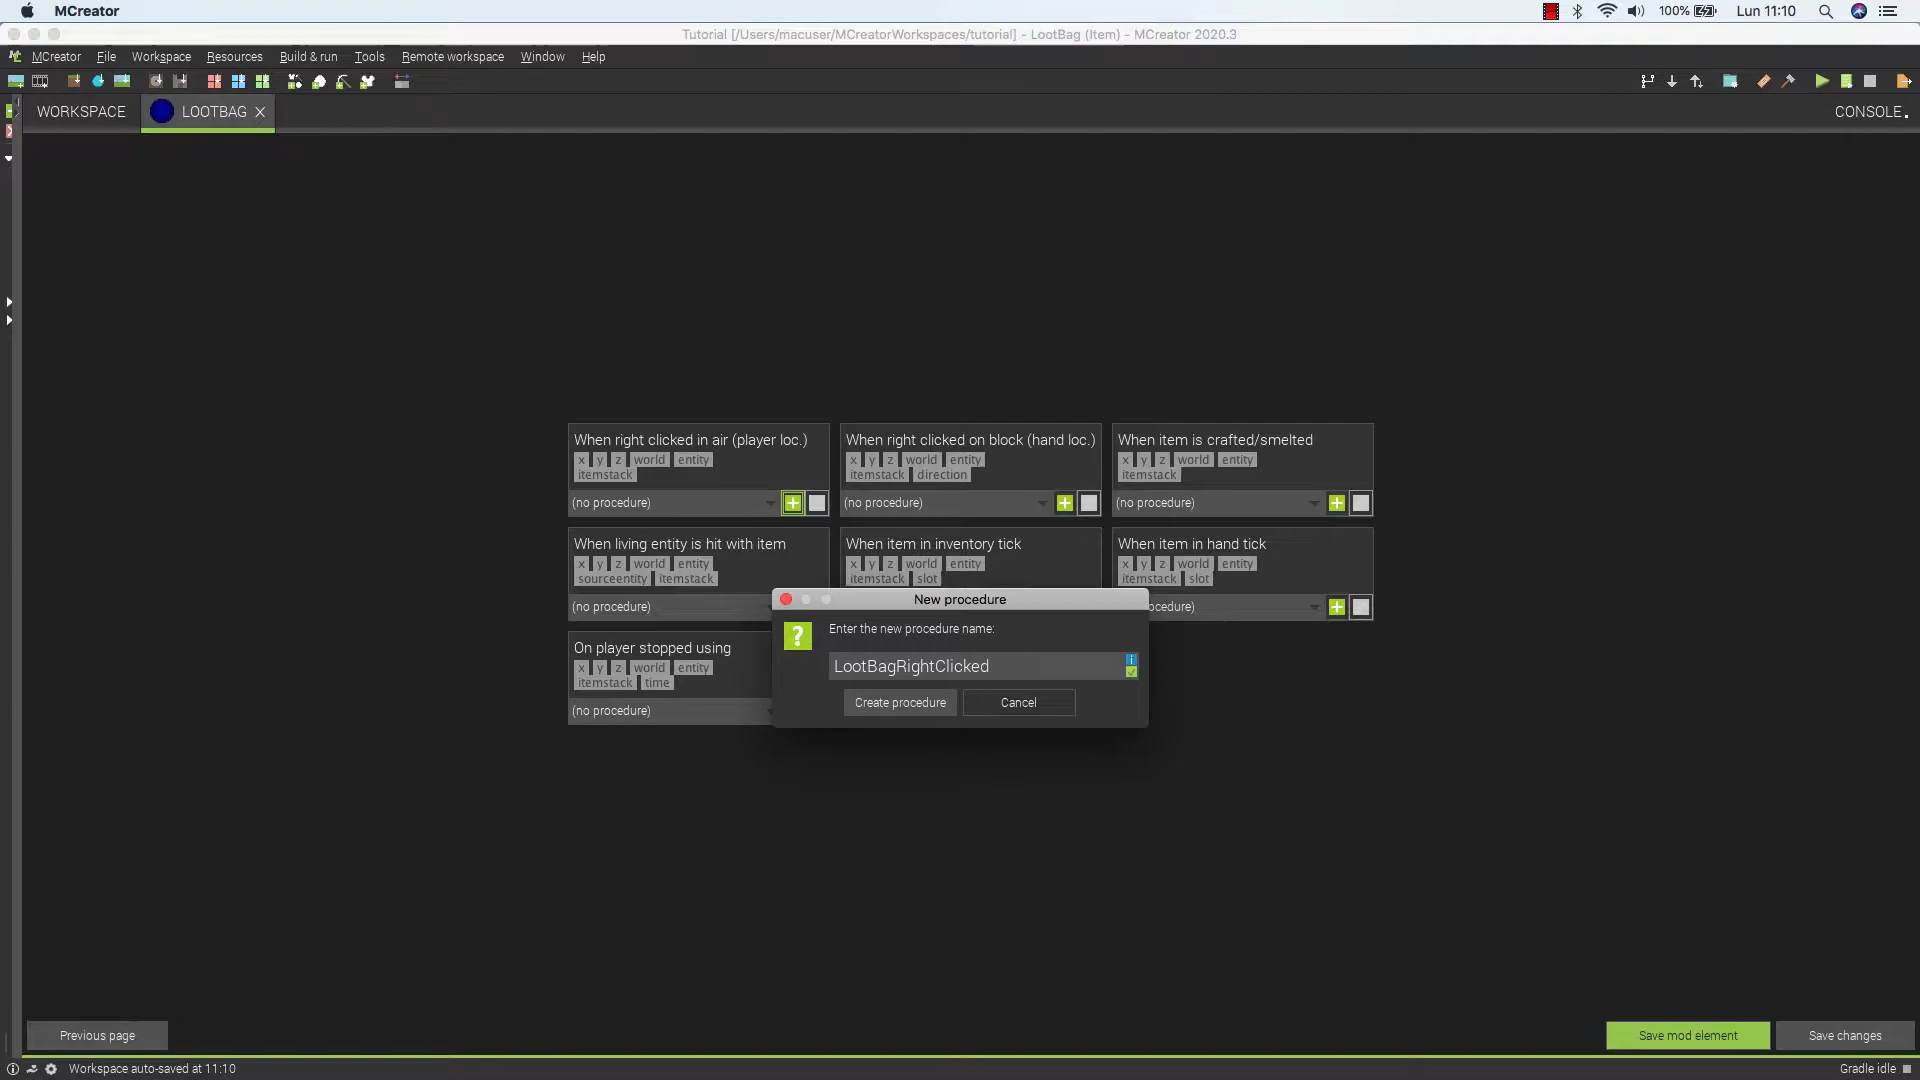 MCreator
100%
Lun 11:10
Tutorial [/Users/macuser/MCreatorWorkspaces/tutorial] - LootBag (Item) - MCreator 2020.3
MCreator File Workspace Resources Build & run Tools Remote workspace Window Help
WORKSPACE
LOOTBAG
CONSOLE
When right clicked in air (player loc.)
x y z world entity
itemstack
(no procedure)
When right clicked on block (hand loc.)
x y z world entity
itemstack direction
(no procedure)
When item is crafted/smelted
x y z world entity
itemstack
(no procedure)
When living entity is hit with item
x y z world entity
sourceentity itemstack
(no procedure)
When item in inventory tick
x y z world entity
itemstack slot
When item in hand tick
x y z world entity
itemstack slot
ocedure)
On player stopped using
x y z world entity
itemstack time
(no procedure)
New procedure
Enter the new procedure name:
LootBagRightClicked
Create procedure
Cancel
Previous page
Save mod element
Save changes
Workspace auto-saved at 11:10
Gradle idle